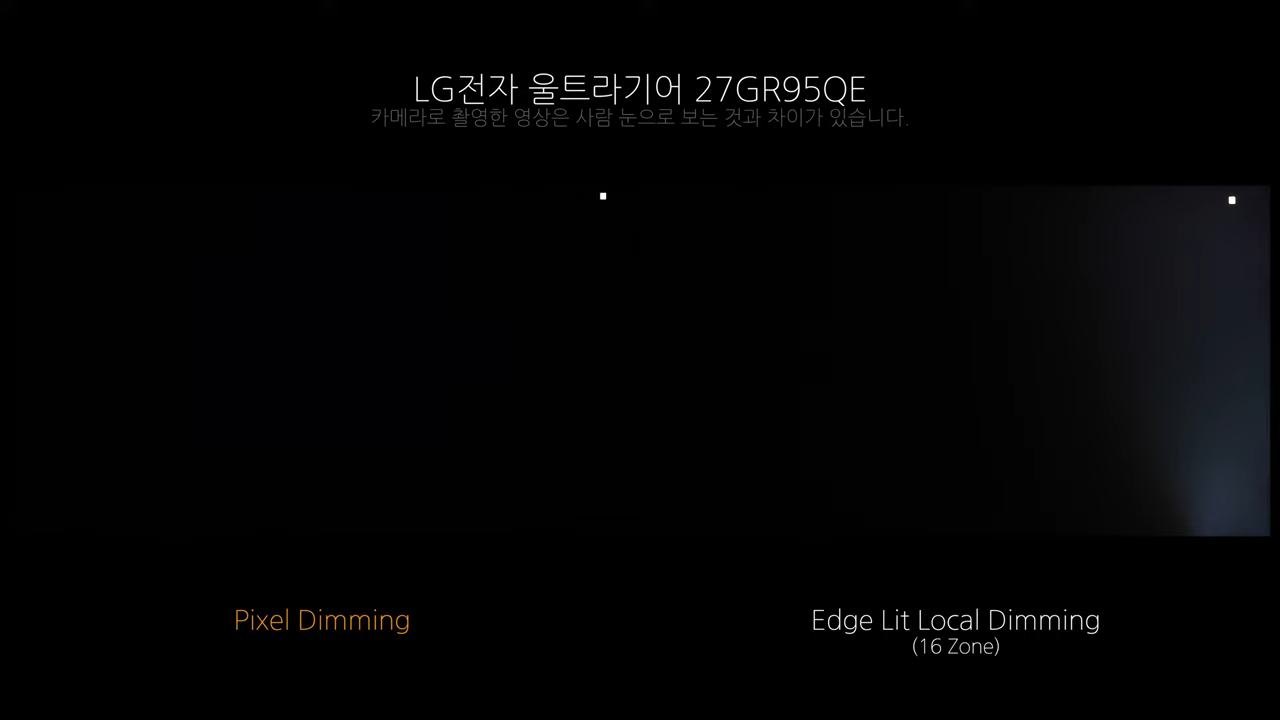 LG전자 울트라기어 27GR95QE
카메라로 촬영한 영상은 사람 눈으로 보는 것과 차이가 있습니다.
Pixel Dimming
Edge Lit Local Dimming
(16 Zone)